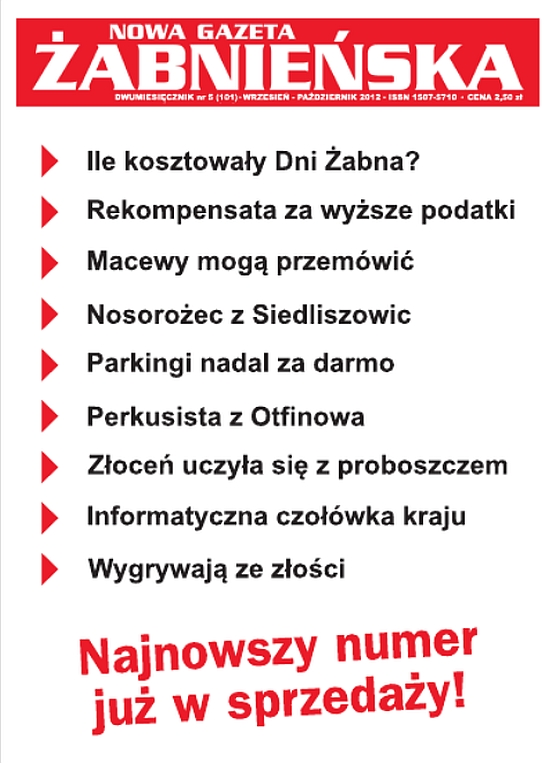 NOWA GAZETA
ŻABNIEŃSKA
DWUMIESIĘCZNIK nr 5 (101) - WRZESIEŃ - PAŹDZIERNIK 2012 - ISSN 1507-5710 - CENA 2,50 zł
Ile kosztowały Dni Żabna?
Rekompensata za wyższe podatki
Macewy mogą przemówić
Nosorożec z Siedliszowic
Parkingi nadal za darmo
Perkusista z Otfinowa
Złoceń uczyła się z proboszczem
Informatyczna czołówka kraju
Wygrywają ze złości
Najnowszy numer
już w sprzedaży!